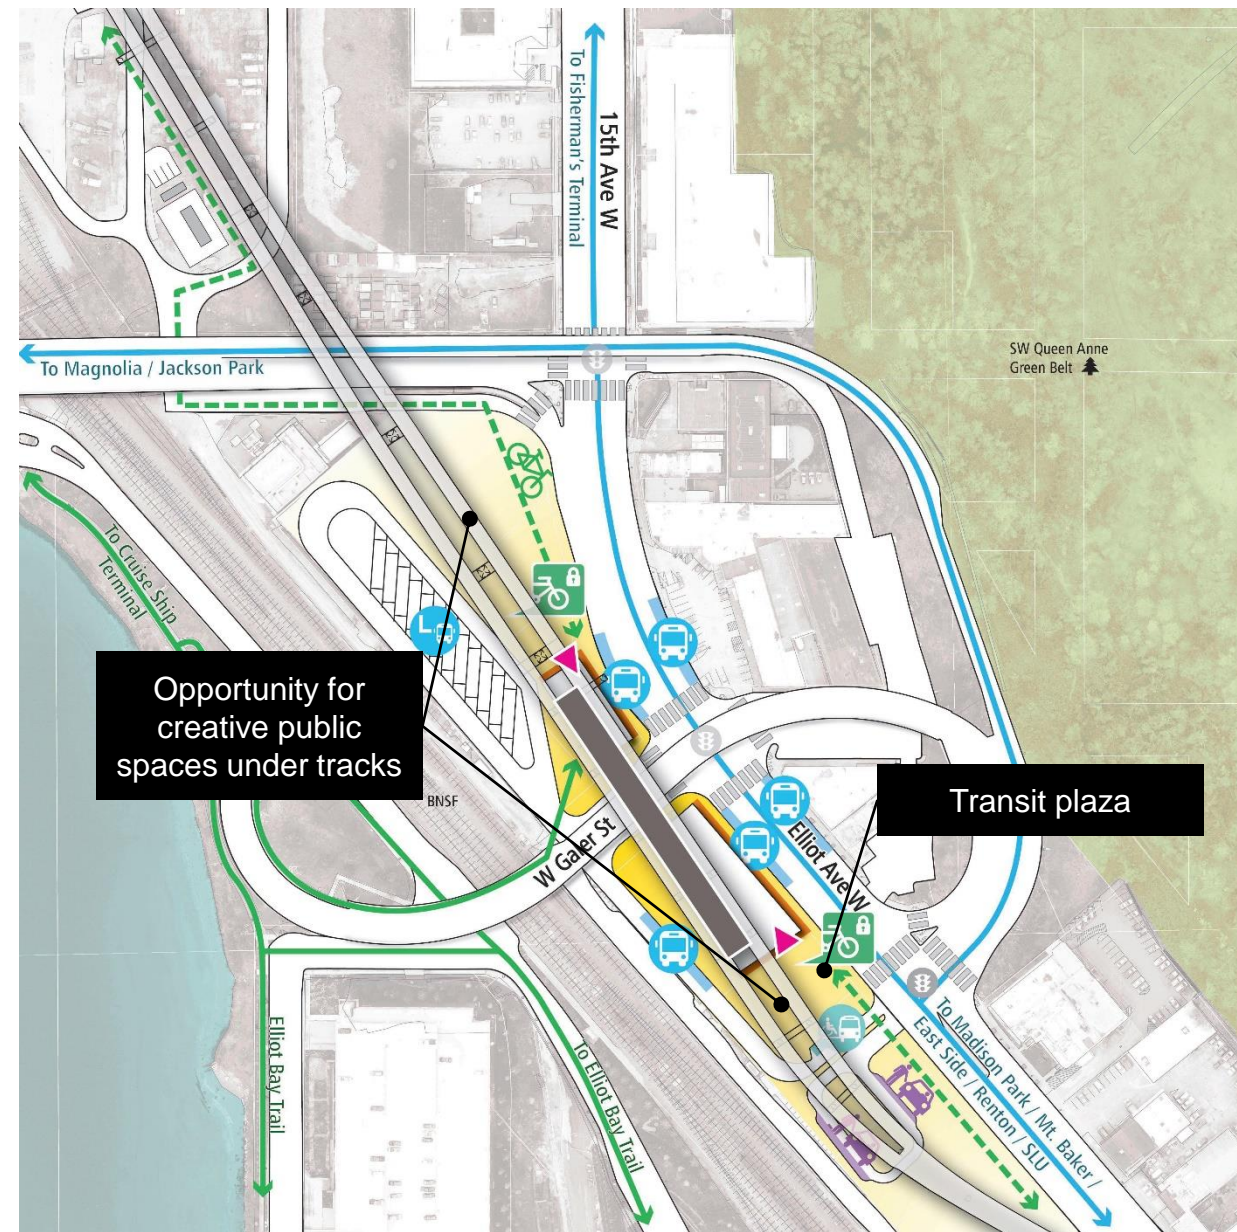 To Fisherman's Terminal
15th Ave W
To Magnolia / Jackson Park
SW Queen Anne
Green Belt
To Cruise Ship
Terminal
L
Opportunity for
creative public
spaces under tracks
BNSF
Transit plaza
W Galer St
Elliot Ave W
Elliot Bay Trail
To Elliot Bay Trail
To Madison Park / Mt. Baker /
East Side / Renton / SLU